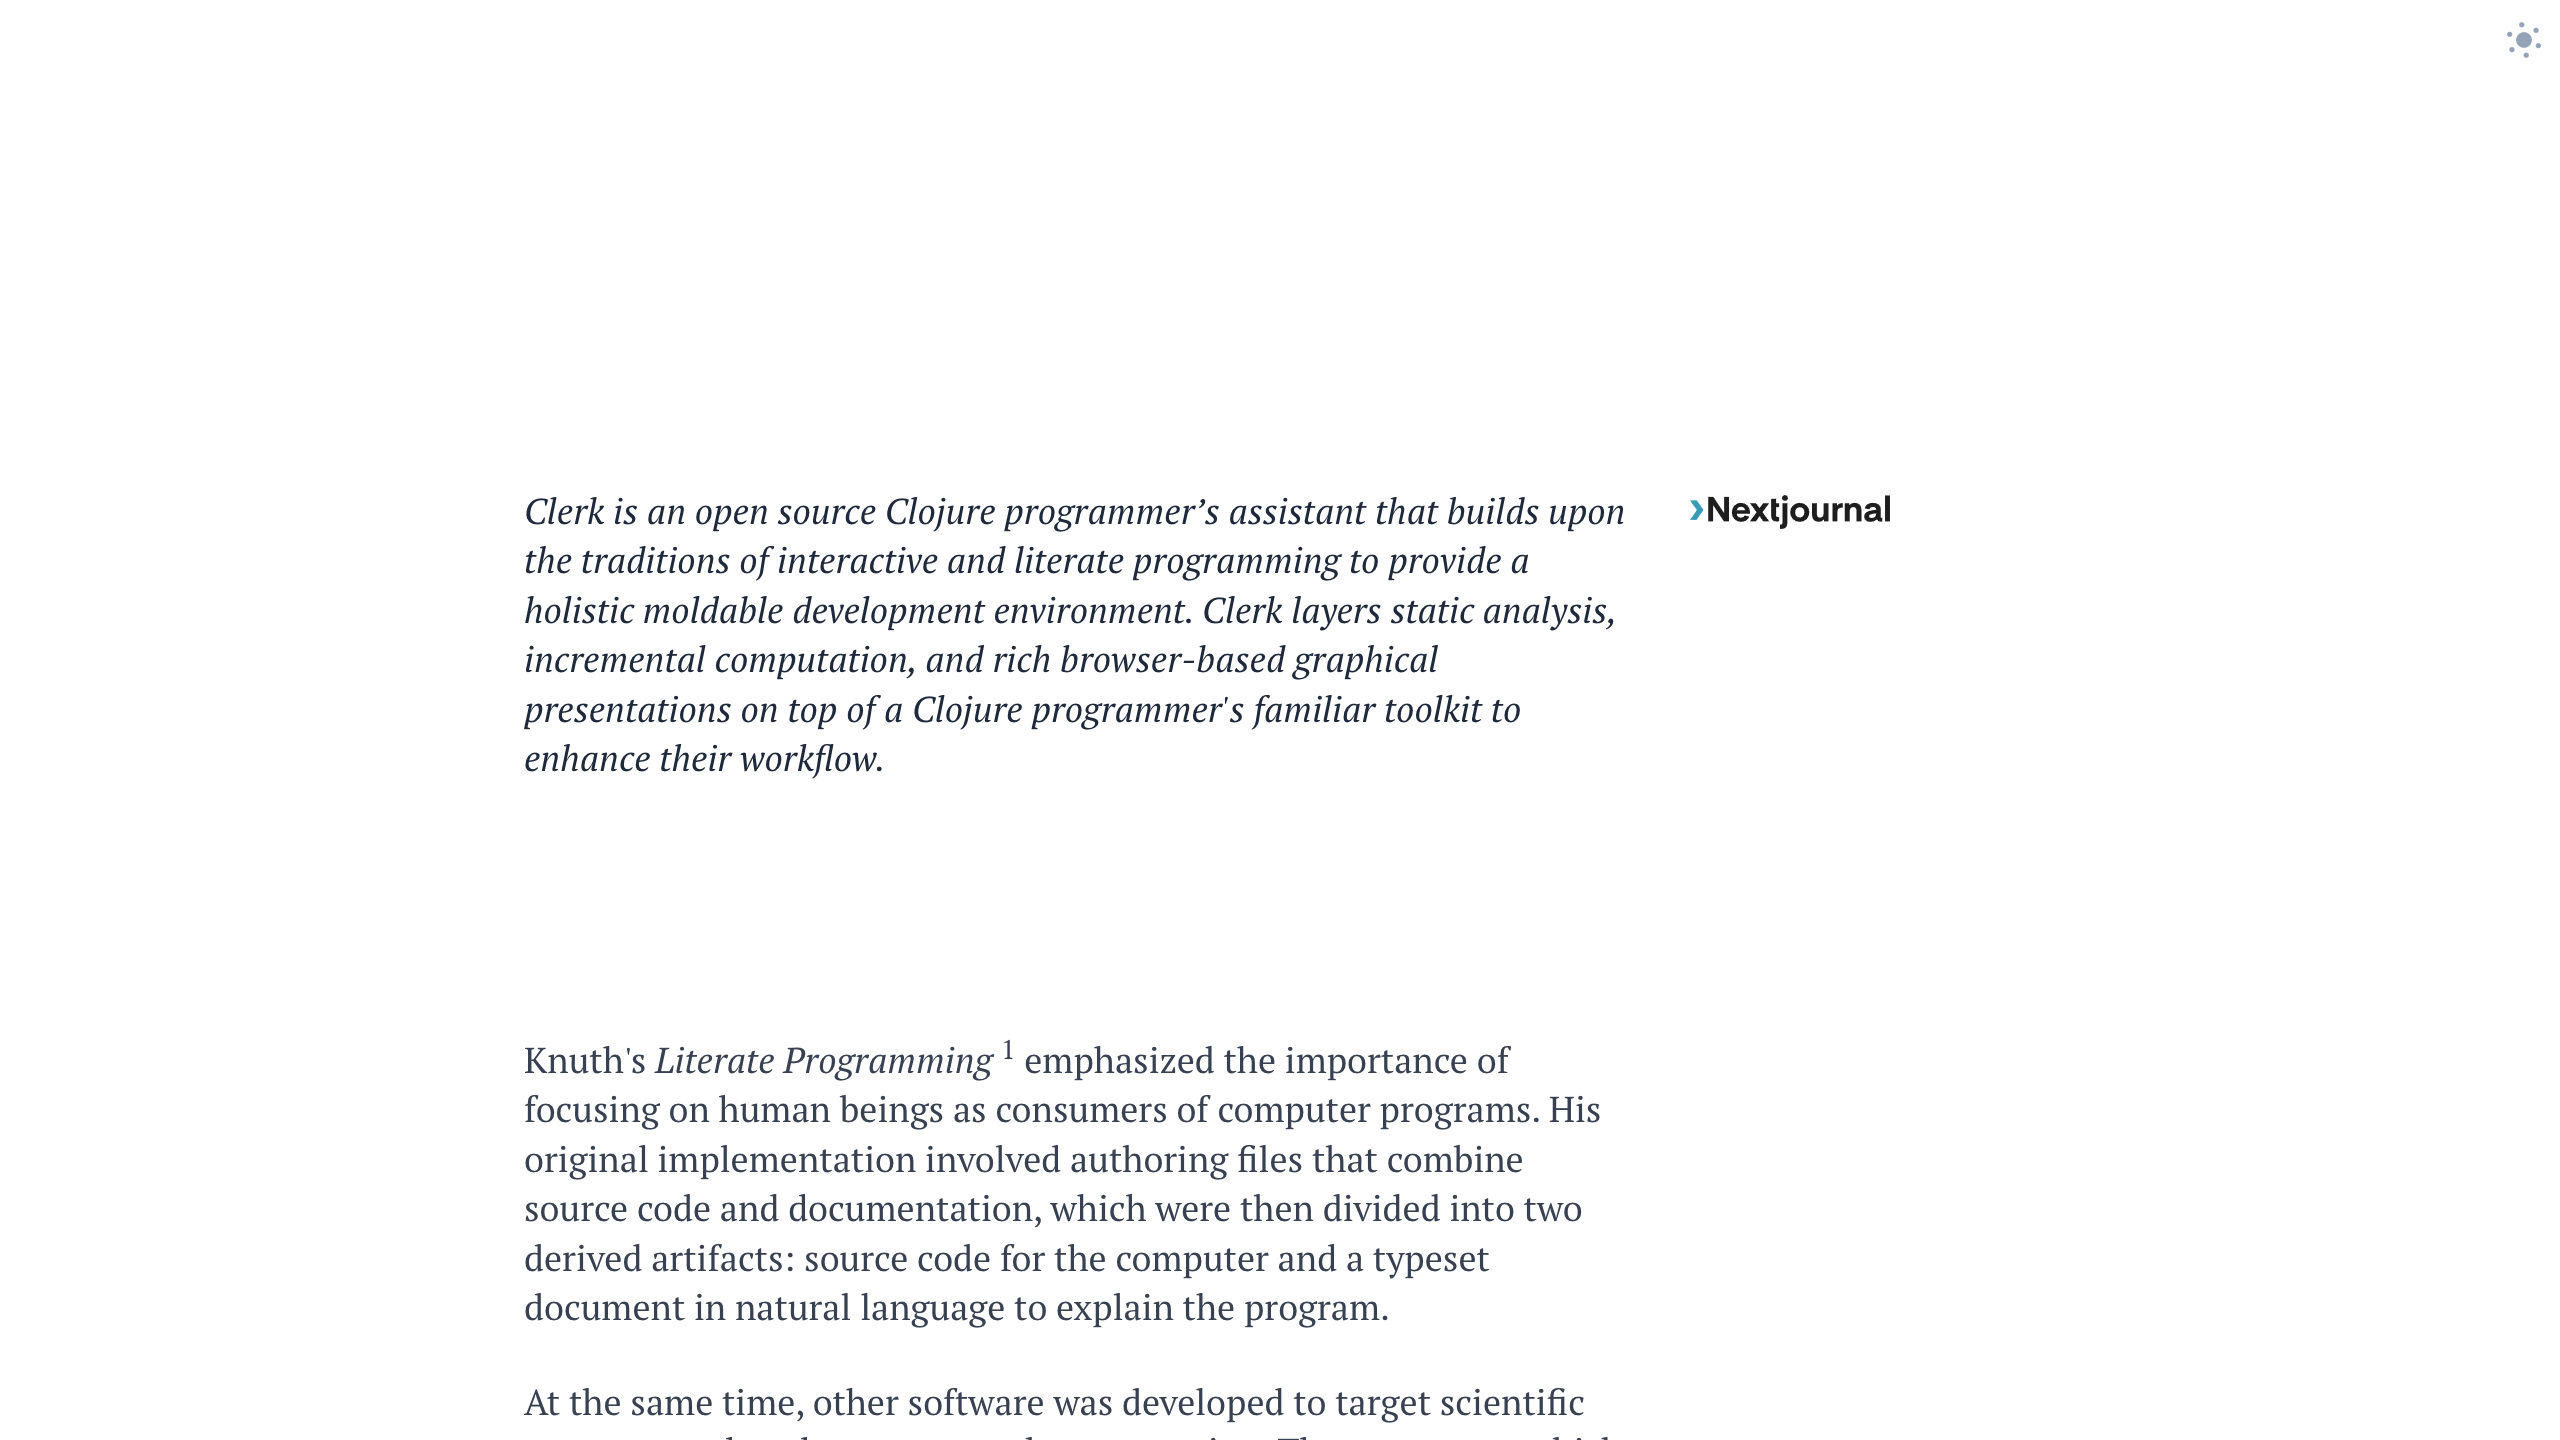 Clerk is an open source Clojure programmer’s assistant that builds upon
the traditions of interactive and literate programming to provide a
holistic moldable development environment. Clerk layers static analysis,
incremental computation, and rich browser-based graphical
presentations on top of a Clojure programmer's familiar toolkit to
enhance their workflow.
Nextjournal
Knuth's Literate Programming 1 emphasized the importance of
focusing on human beings as consumers of computer programs. His
original implementation involved authoring files that combine
source code and documentation, which were then divided into two
derived artifacts: source code for the computer and a typeset
document in natural language to explain the program.
At the same time, other software was developed to target scientific